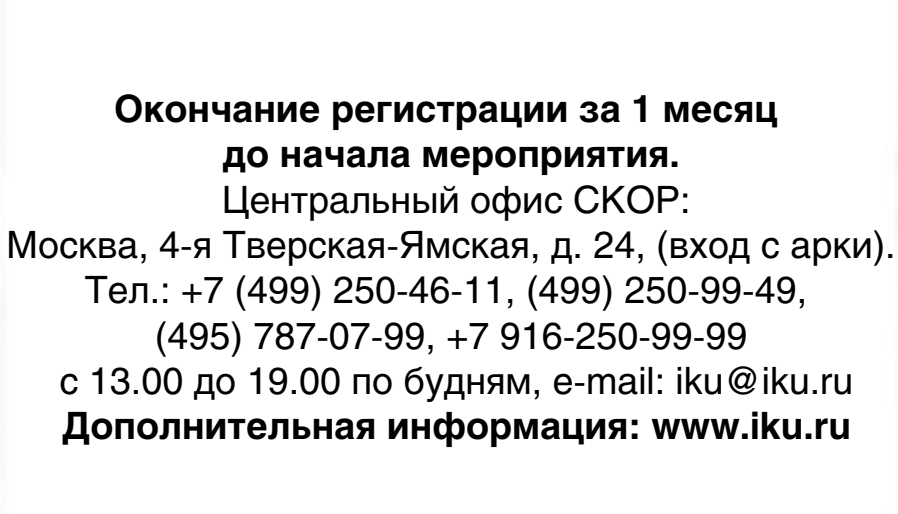 Окончание регистрации за 1 месяц
до начала мероприятия.
Центральный офис СКОР:
Москва, 4-я Тверская-Ямская, д. 24, (вход с арки).
Тел.: +7 (499) 250-46-11, (499) 250-99-49,
(495) 787-07-99, +7 916-250-99-99
с 13.00 до 19.00 по будням, e-mail: iku@iku.ru
Дополнительная информация: www.iku.ru